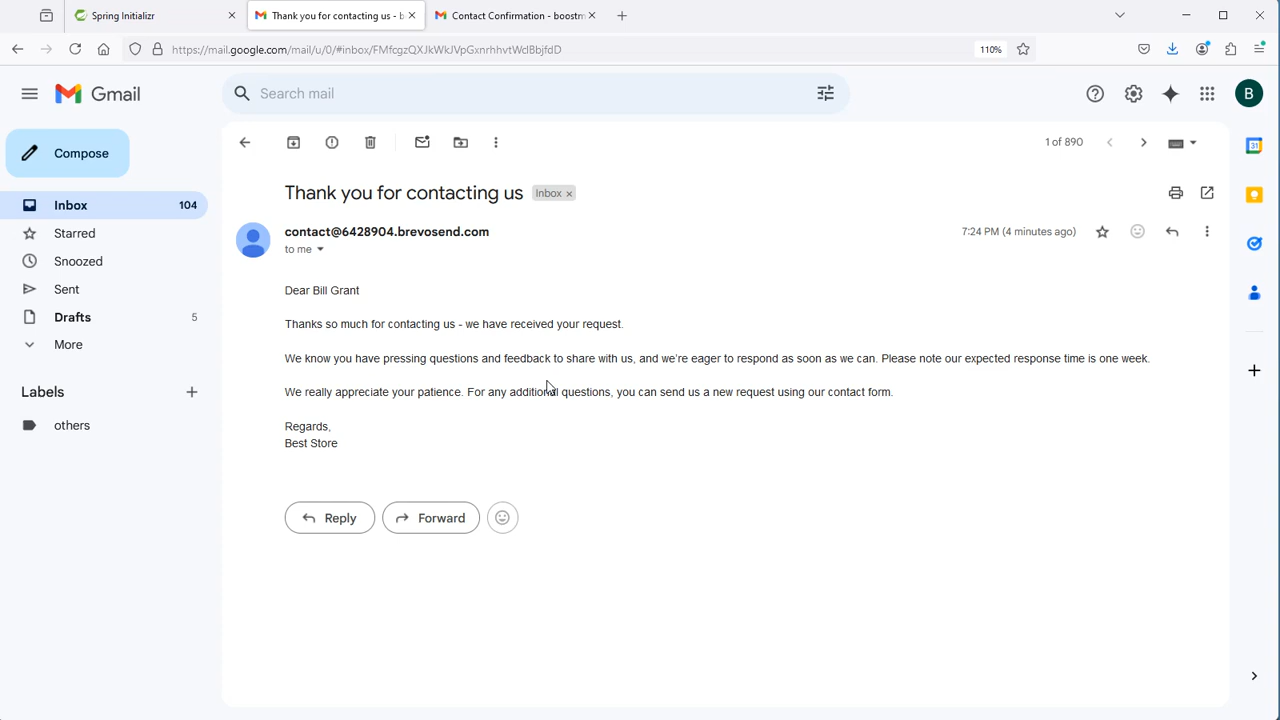 Spring Initializr
Thank you for contacting us - b
Contact Confirmation - boostm
https://mail.google.com/mail/u/0/#inbox/FMfcgzQXJkWkJVpGxnrhhvtWclBbjfdD
110%
Gmail
Search mail
B
Compose
1 of 890
Inbox 104
Starred
Snoozed
Sent
Drafts 5
More
Labels
others
Thank you for contacting us
Inbox ×
contact@6428904.brevosend.com
7:24 PM (4 minutes ago)
to me
Dear Bill Grant
Thanks so much for contacting us - we have received your request.
We know you have pressing questions and feedback to share with us, and we're eager to respond as soon as we can. Please note our expected response time is one week.
We really appreciate your patience. For any additional questions, you can send us a new request using our contact form.
Regards,
Best Store
Reply
Forward
31